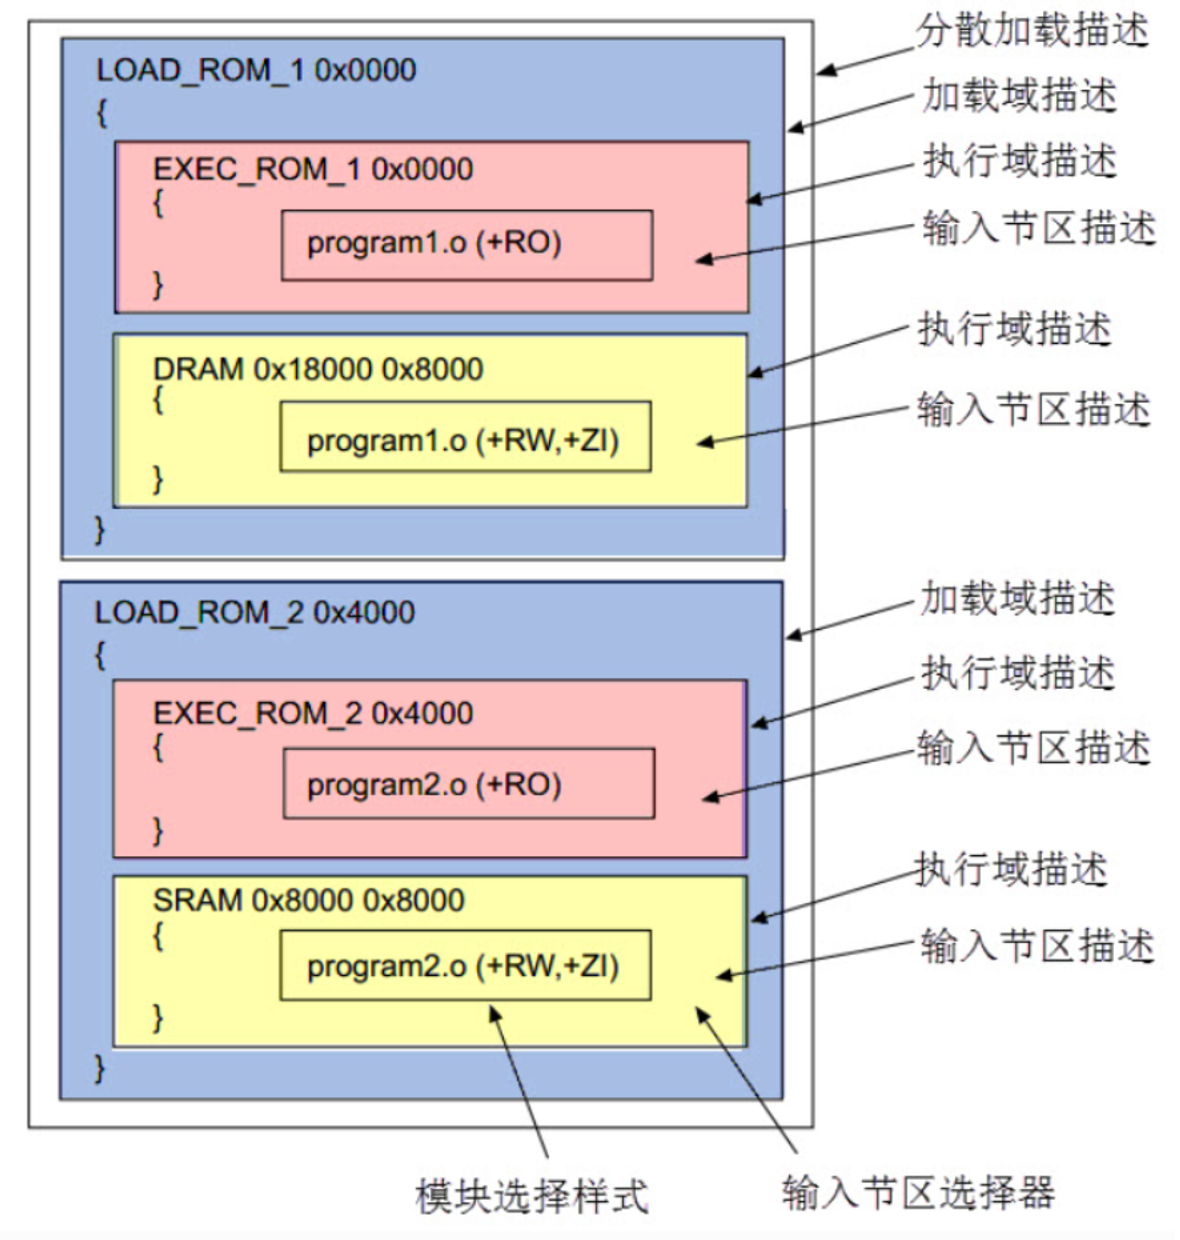 分散加载描述
LOAD_ROM_1 0x0000
加载域描述
{
EXEC_ROM_1 0x0000
执行域描述
{
输入节区描述
program1.o (+RO)
}
执行域描述
DRAM 0x18000 0x8000
{
输入节区描述
program1.o (+RW,+ZI)
}
}
加载域描述
LOAD_ROM_2 0x4000
{
执行域描述
EXEC_ROM_2 0x4000
{
输入节区描述
program2.o (+RO)
}
执行域描述
SRAM 0x8000 0x8000
{
输入节区描述
program2.o (+RW,+ZI)
}
}
模块选择样式
输入节区选择器